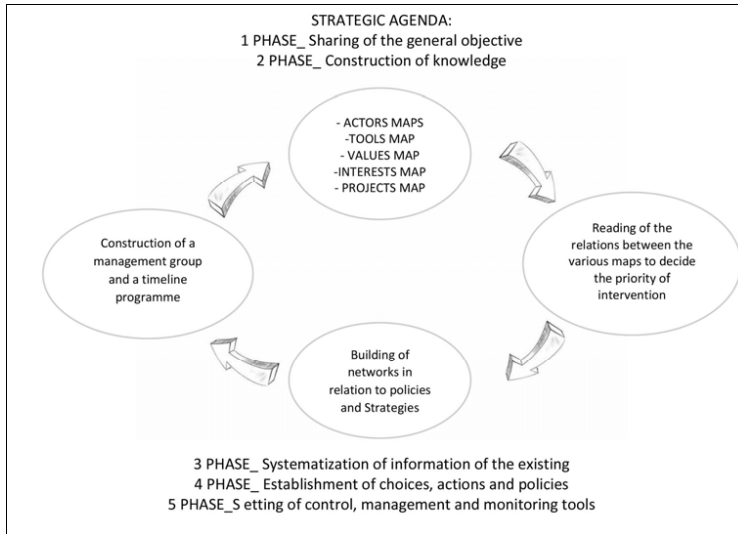 STRATEGIC AGENDA:
1 PHASE_ Sharing of the general objective
2 PHASE_ Construction of knowledge
- ACTORS MAPS
-TOOLS MAP
- VALUES MAP
-INTERESTS MAP
- PROJECTS MAP
Reading of the
relations between the
various maps to decide
the priority of
intervention
Building of
networks in
relation to policies
and Strategies
Construction of a
management group
and a timeline
programme
3 PHASE_ Systematization of information of the existing
4 PHASE_ Establishment of choices, actions and policies
5 PHASE_S etting of control, management and monitoring tools